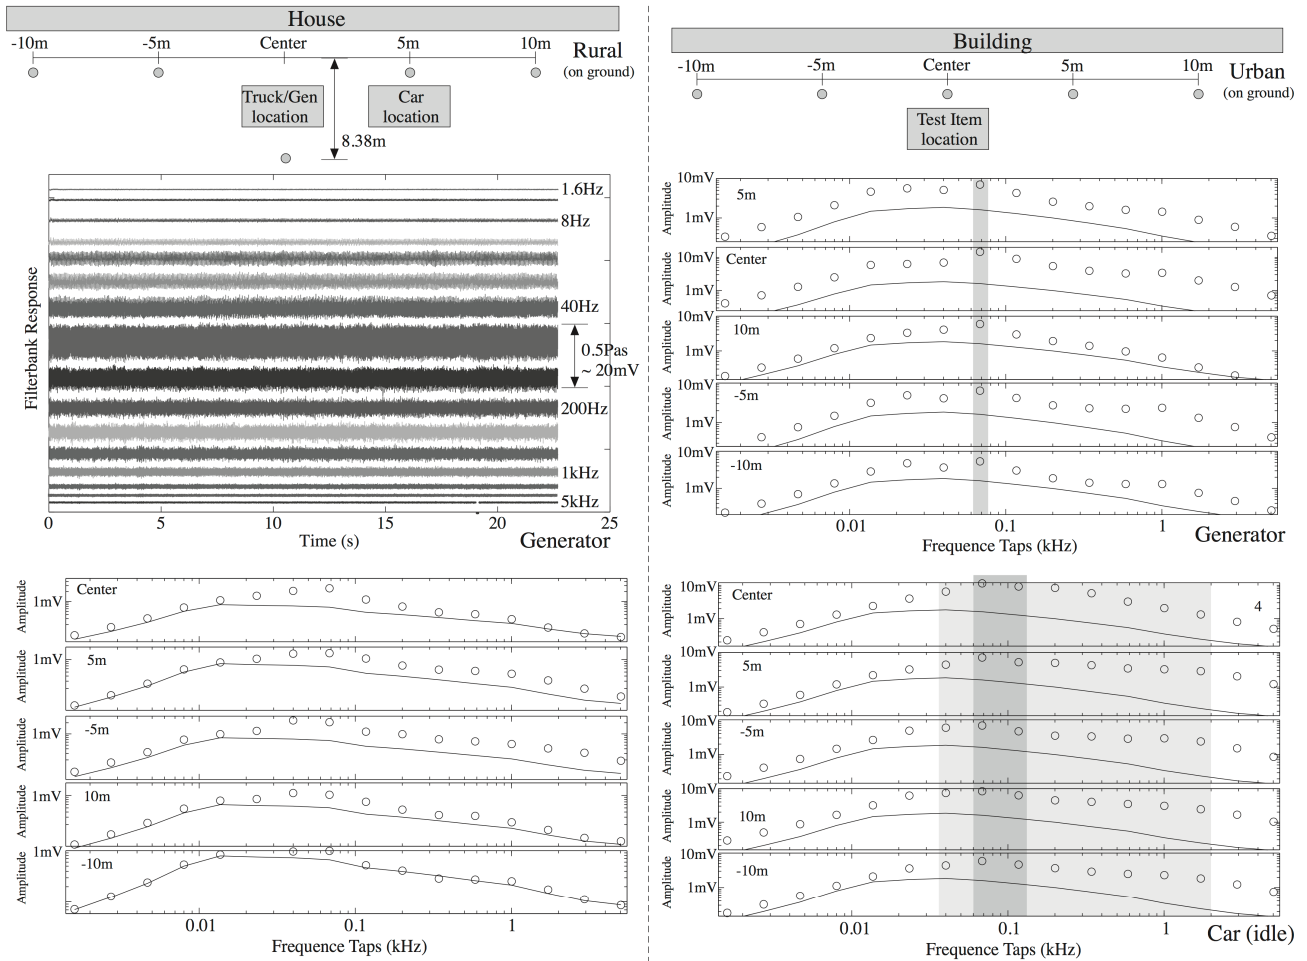 House
-10m -5m Center 5m 10m
Rural
(on ground)
Truck/Gen
location
Car
location
8.38m
Filterbank Response
1.6Hz
8Hz
40Hz
0.5Pas
~ 20mV
200Hz
1kHz
5kHz
0 5 10 15 20 25
Time (s)
Generator
Amplitude
1mV
Center
Amplitude
1mV
5m
Amplitude
1mV
-5m
Amplitude
1mV
10m
Amplitude
1mV
-10m
0.01 0.1 1
Frequence Taps (kHz)
Building
-10m -5m Center 5m 10m
Urban
(on ground)
Test Item
location
Amplitude
10mV
1mV
5m
Amplitude
10mV
1mV
Center
Amplitude
10mV
1mV
10m
Amplitude
10mV
1mV
-5m
Amplitude
10mV
1mV
-10m
0.01 0.1 1
Frequence Taps (kHz)
Generator
Amplitude
10mV
1mV
Center
4
Amplitude
10mV
1mV
5m
Amplitude
10mV
1mV
-5m
Amplitude
10mV
1mV
10m
Amplitude
10mV
1mV
-10m
0.01 0.1 1
Frequence Taps (kHz)
Car (idle)